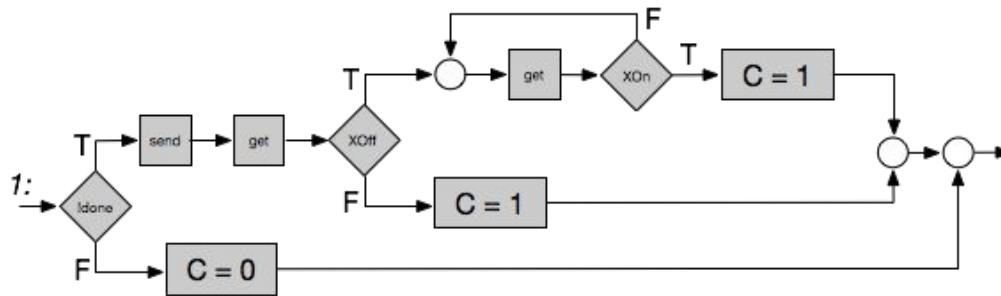 F
T
get
XOn
T
C = 1
T
send
get
XOff
1:
!done
F
C = 1
F
C = 0